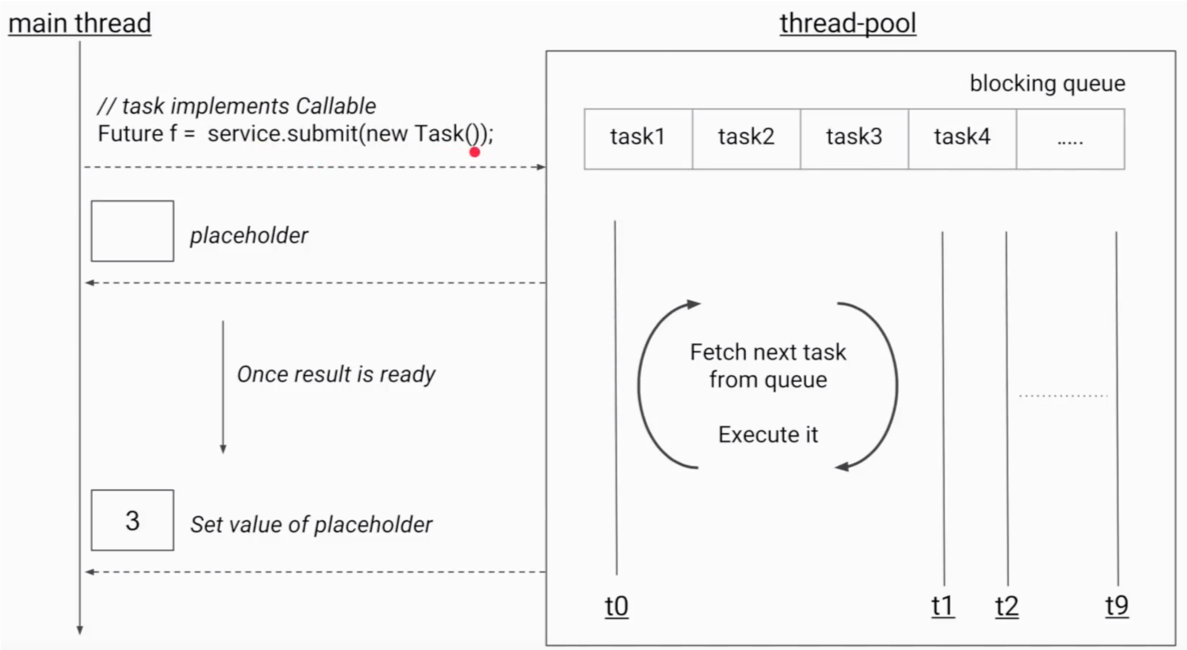 main thread
// task implements Callable
Future f = service.submit(new Task());
placeholder
Once result is ready
3
Set value of placeholder
thread-pool
blocking queue
task1 task2 task3 task4 .....
Fetch next task
from queue
Execute it
t0 t1 t2 t9